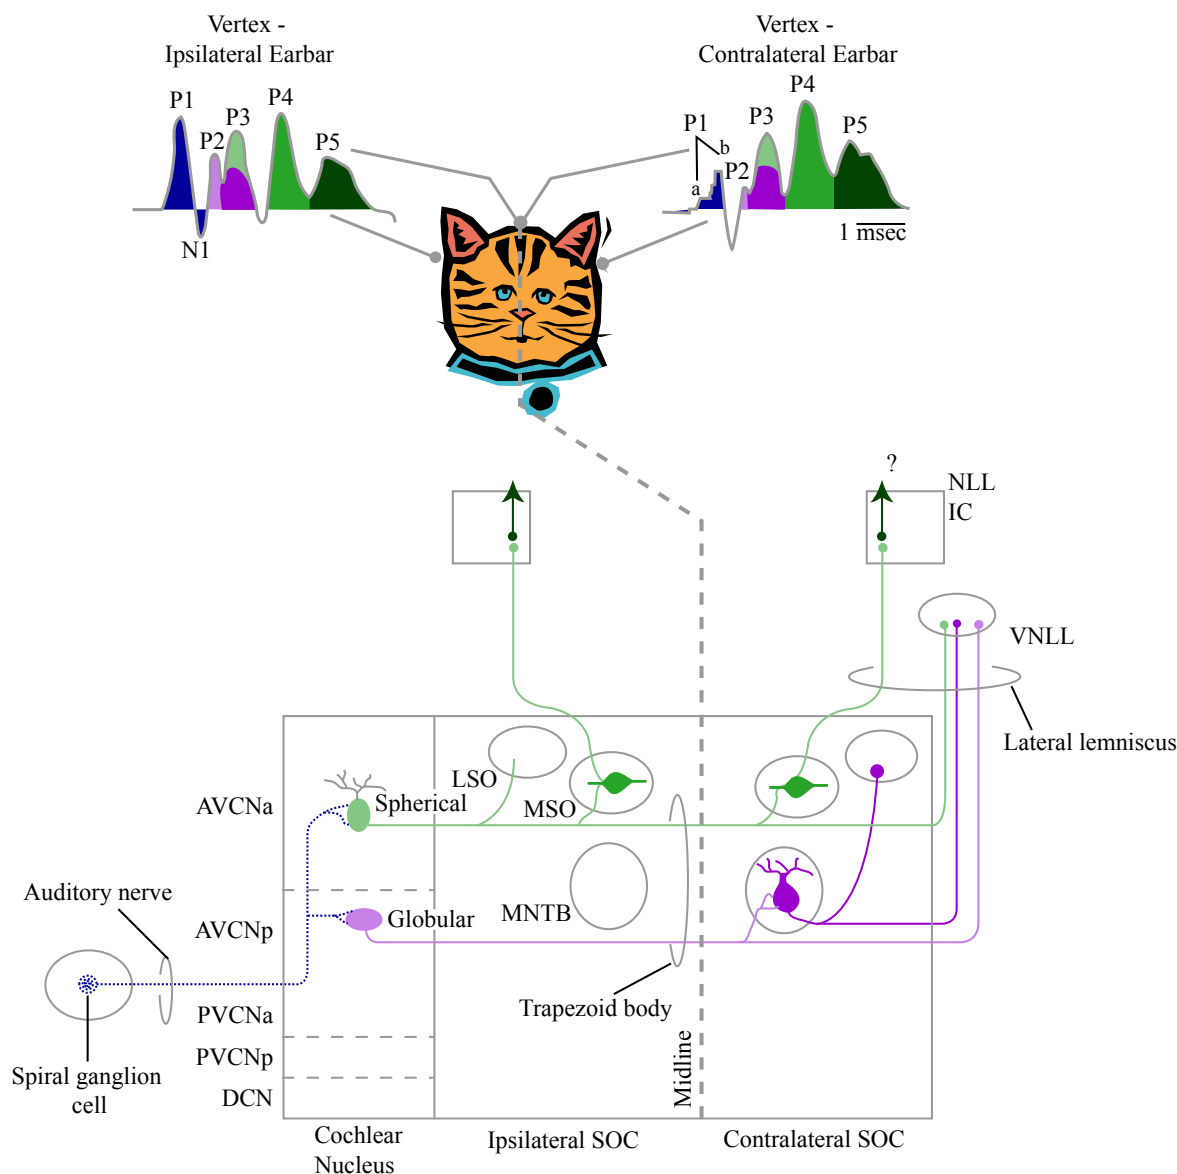 Vertex -
Ipsilateral Earbar
P1
P2
P3
P4
P5
N1
Vertex -
Contralateral Earbar
P1
a
b
P2
P3
P4
P5
1 msec
?
NLL
IC
VNLL
Lateral lemniscus
LSO
MSO
MNTB
Spherical
Globular
AVCNa
AVCNp
PVCNa
PVCNp
DCN
Auditory nerve
Spiral ganglion
cell
Trapezoid body
Midline
Cochlear
Nucleus
Ipsilateral SOC
Contralateral SOC